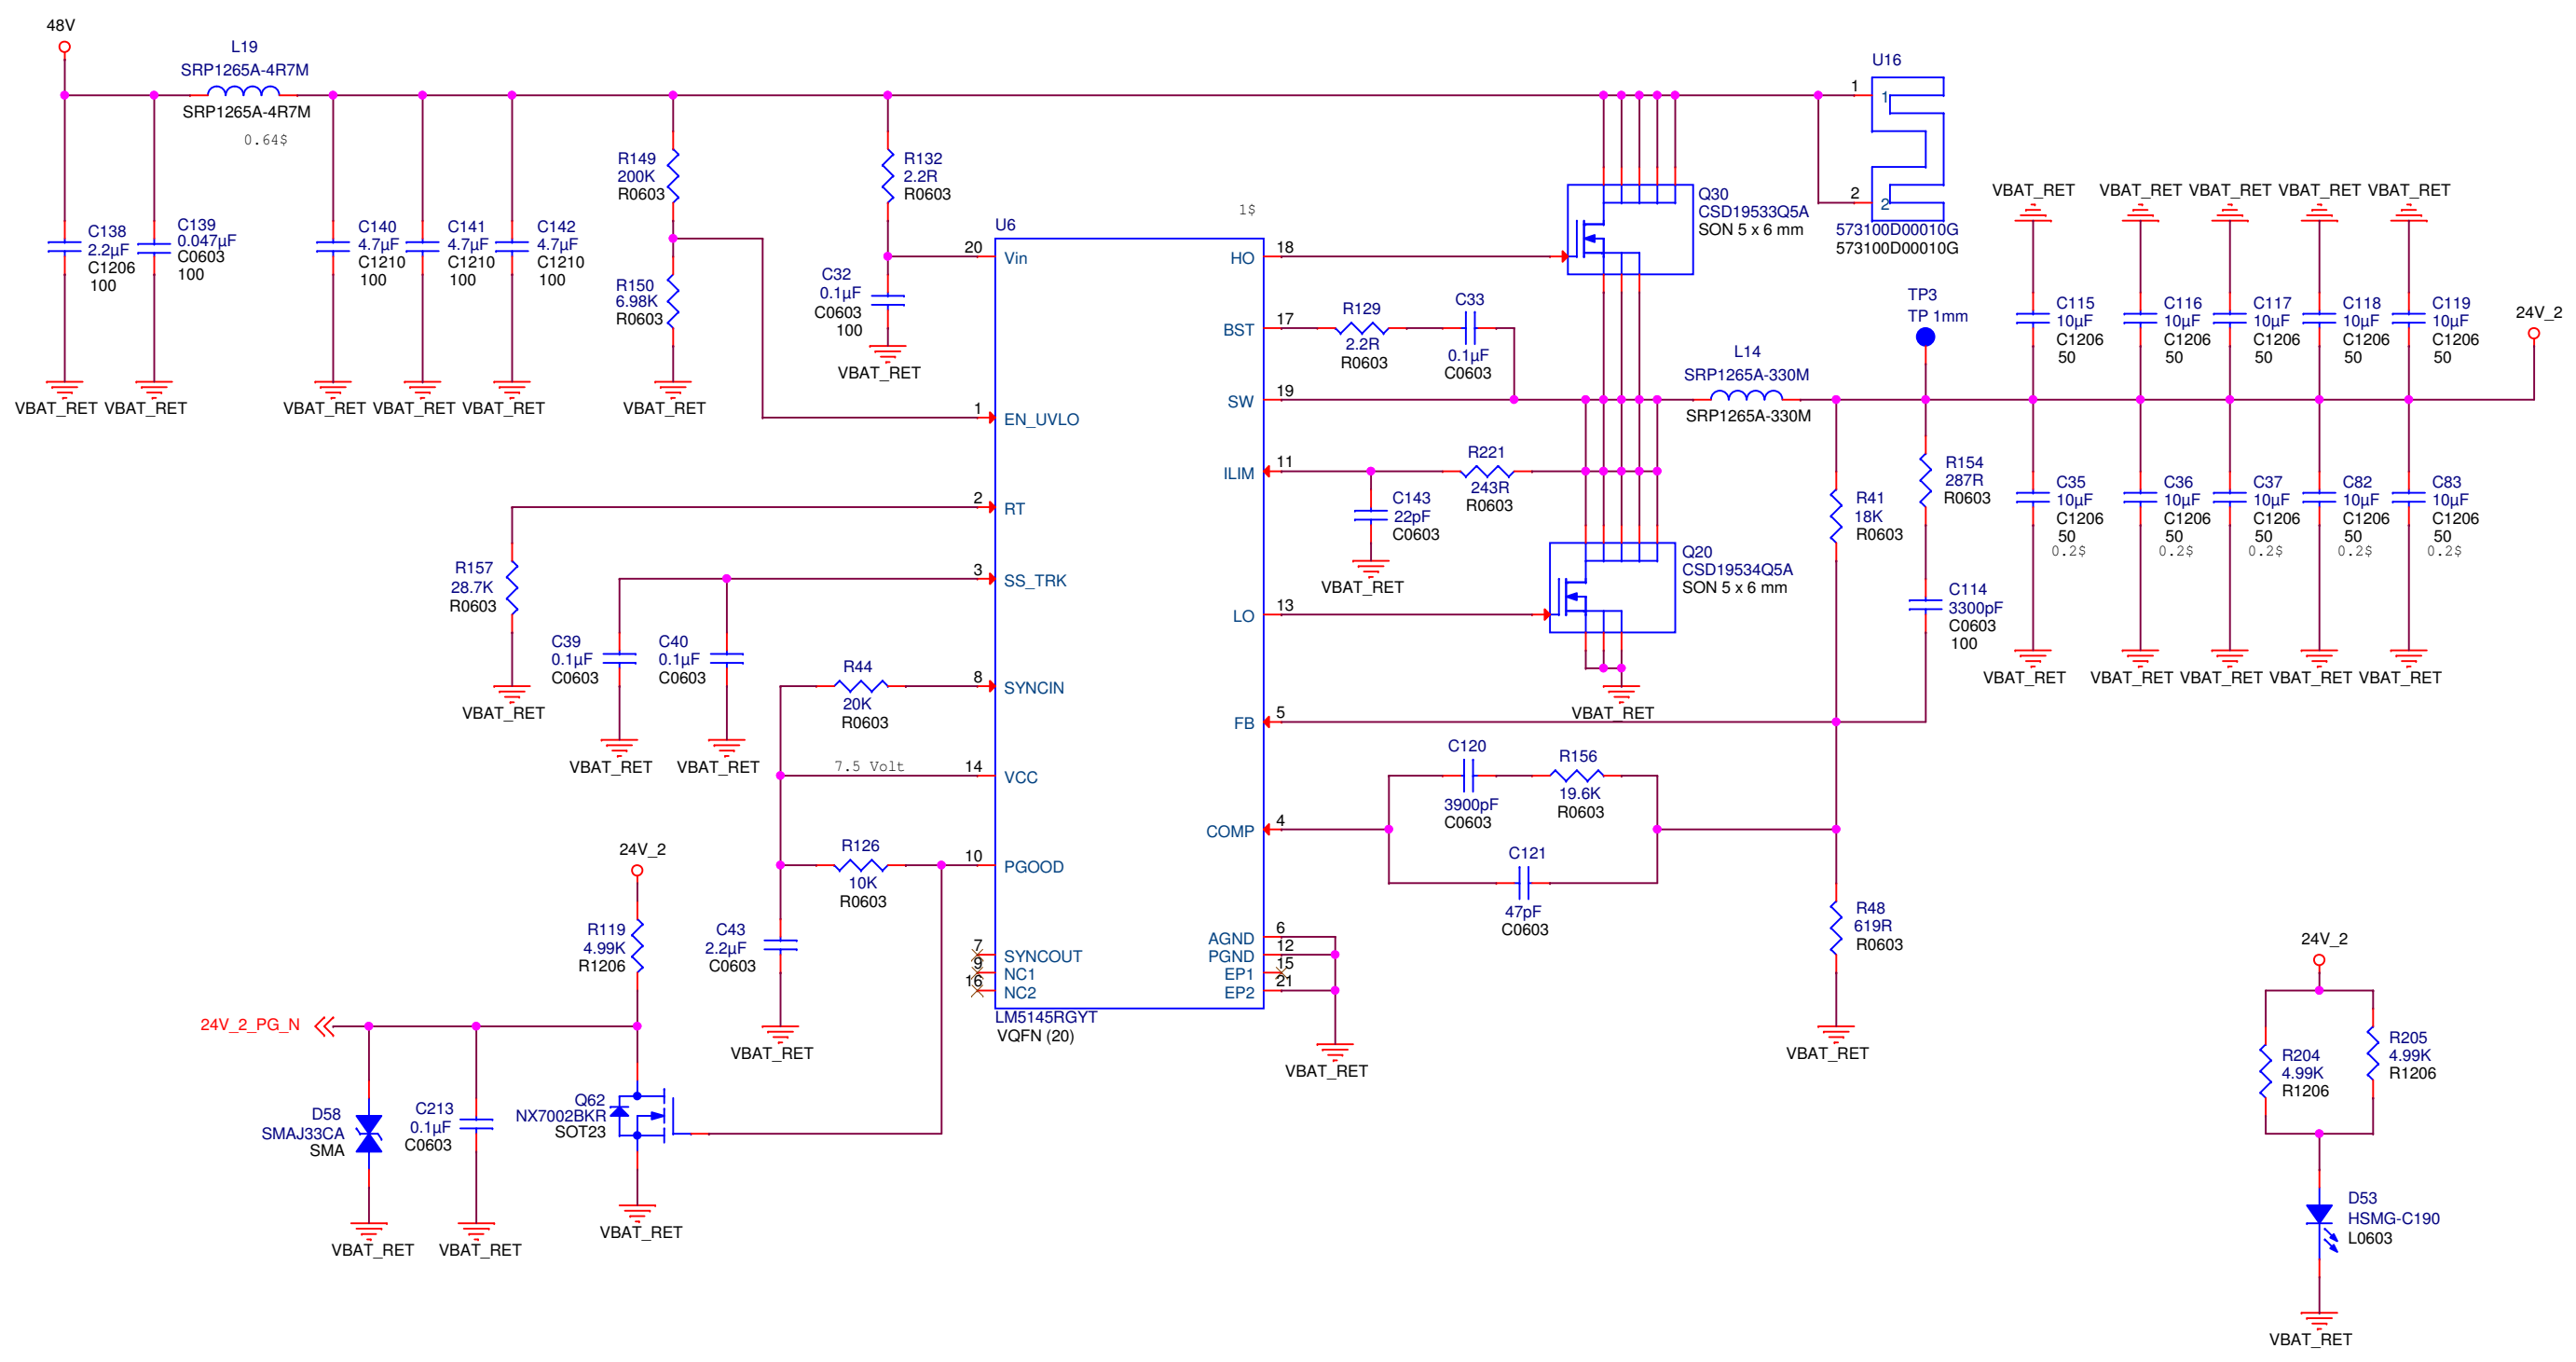 48V
L19
SRP1265A-4R7M
SRP1265A-4R7M
0.64$
C138
2.2µF
C1206
100
C139
0.047µF
C0603
100
C140
4.7µF
C1210
100
C141
4.7µF
C1210
100
C142
4.7µF
C1210
100
VBAT_RET
VBAT_RET
VBAT_RET
VBAT_RET
VBAT_RET
R149
200K
R0603
R150
6.98K
R0603
VBAT_RET
R132
2.2R
R0603
C32
0.1µF
C0603
100
VBAT_RET
U6
1$
20
Vin
1
EN_UVLO
2
RT
3
SS_TRK
8
SYNCIN
14
VCC
10
PGOOD
7
SYNCOUT
9
NC1
16
NC2
HO
18
BST
17
SW
19
ILIM
11
LO
13
FB
5
COMP
4
AGND
6
PGND
12
EP1
15
EP2
21
LM5145RGYT
VQFN (20)
VBAT_RET
R157
28.7K
R0603
VBAT_RET
C39
0.1µF
C0603
VBAT_RET
C40
0.1µF
C0603
VBAT_RET
R44
20K
R0603
7.5 Volt
R126
10K
R0603
C43
2.2µF
C0603
VBAT_RET
24V_2
R119
4.99K
R1206
24V_2_PG_N
D58
SMAJ33CA
SMA
VBAT_RET
C213
0.1µF
C0603
VBAT_RET
Q62
NX7002BKR
SOT23
VBAT_RET
Q30
CSD19533Q5A
SON 5 x 6 mm
U16
1
1
2
2
573100D00010G
573100D00010G
R129
2.2R
R0603
C33
0.1µF
C0603
L14
SRP1265A-330M
SRP1265A-330M
R221
243R
R0603
C143
22pF
C0603
VBAT_RET
Q20
CSD19534Q5A
SON 5 x 6 mm
VBAT_RET
TP3
TP 1mm
R41
18K
R0603
R154
287R
R0603
C114
3300pF
C0603
100
C120
3900pF
C0603
R156
19.6K
R0603
C121
47pF
C0603
R48
619R
R0603
VBAT_RET
VBAT_RET
VBAT_RET
VBAT_RET
VBAT_RET
VBAT_RET
C115
10µF
C1206
50
C116
10µF
C1206
50
C117
10µF
C1206
50
C118
10µF
C1206
50
C119
10µF
C1206
50
24V_2
C35
10µF
C1206
50
0.2$
C36
10µF
C1206
50
0.2$
C37
10µF
C1206
50
0.2$
C82
10µF
C1206
50
0.2$
C83
10µF
C1206
50
0.2$
VBAT_RET
VBAT_RET
VBAT_RET
VBAT_RET
VBAT_RET
24V_2
R204
4.99K
R1206
R205
4.99K
R1206
D53
HSMG-C190
L0603
VBAT_RET